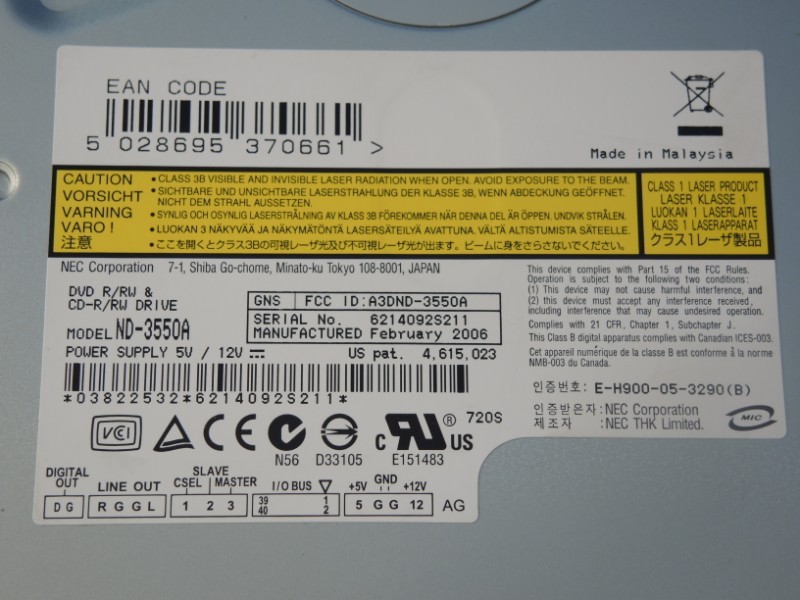 EAN CODE
5 028695 370661 >
Made in Malaysia
CAUTION
VORSICHT
VARNING
VARO!
注意
• CLASS 3B VISIBLE AND INVISIBLE LASER RADIATION WHEN OPEN. AVOID EXPOSURE TO THE BEAM.
• SICHTBARE UND UNSICHTBARE LASERSTRAHLUNG DER KLASSE 3B, WENN ABDECKUNG GEÖFFNET.
NICHT DEM STRAHL AUSSETZEN.
• SYNLIG OCH OSYNLIG LASERSTRÅLNING AV KLASS 3B FÖREKOMMER NÄR DENNA DEL ÄR ÖPPEN. UNDVIK STRÅLEN.
• LUOKAN 3 NÄKYVÄÄ JA NÄKYMÄTÖNTÄ LASERSÄTEILYÄ AVATTUNA. VÄLTÄ ALTISTUMISTA SÄTEELLE.
• ここを開くとクラス3Bの可視レーザ光及び不可視レーザ光が出ます。ビームに身をさらさないでください。
CLASS 1 LASER PRODUCT
LASER KLASSE 1
LUOKAN 1 LASERLAITE
KLASS 1 LASERAPPARAT
クラス1レーザ製品
NEC Corporation 7-1, Shiba Go-chome, Minato-ku Tokyo 108-8001, JAPAN
DVD R/RW &
CD-R/RW DRIVE
MODEL ND-3550A
POWER SUPPLY 5V / 12V
GNS FCC ID:A3DND-3550A
SERIAL No. 6214092S211
MANUFACTURED February 2006
US pat. 4,615,023
*03822532*6214092S211*
This device complies with Part 15 of the FCC Rules.
Operation is subject to the following two conditions:
(1) This device may not cause harmful interference, and
(2) this device must accept any interference received,
including interference that may cause undesired operation.
Complies with 21 CFR, Chapter 1, Subchapter J.
This Class B digital apparatus complies with Canadian ICES-003.
Cet appareil numérique de la classe B est conforme à la norme
NMB-003 du Canada.
인증번호: E-H900-05-3290(B)
인증받은자: NEC Corporation
제조자 : NEC THK Limited.
MIC
VCI
CE
N56
D33105
c RU US ® 720S
E151483
DIGITAL OUT
D G
LINE OUT
R G G L
SLAVE
CSEL MASTER
1 2 3
I/O BUS
39 1
40 2
+5V GND +12V
5 G G 12
AG